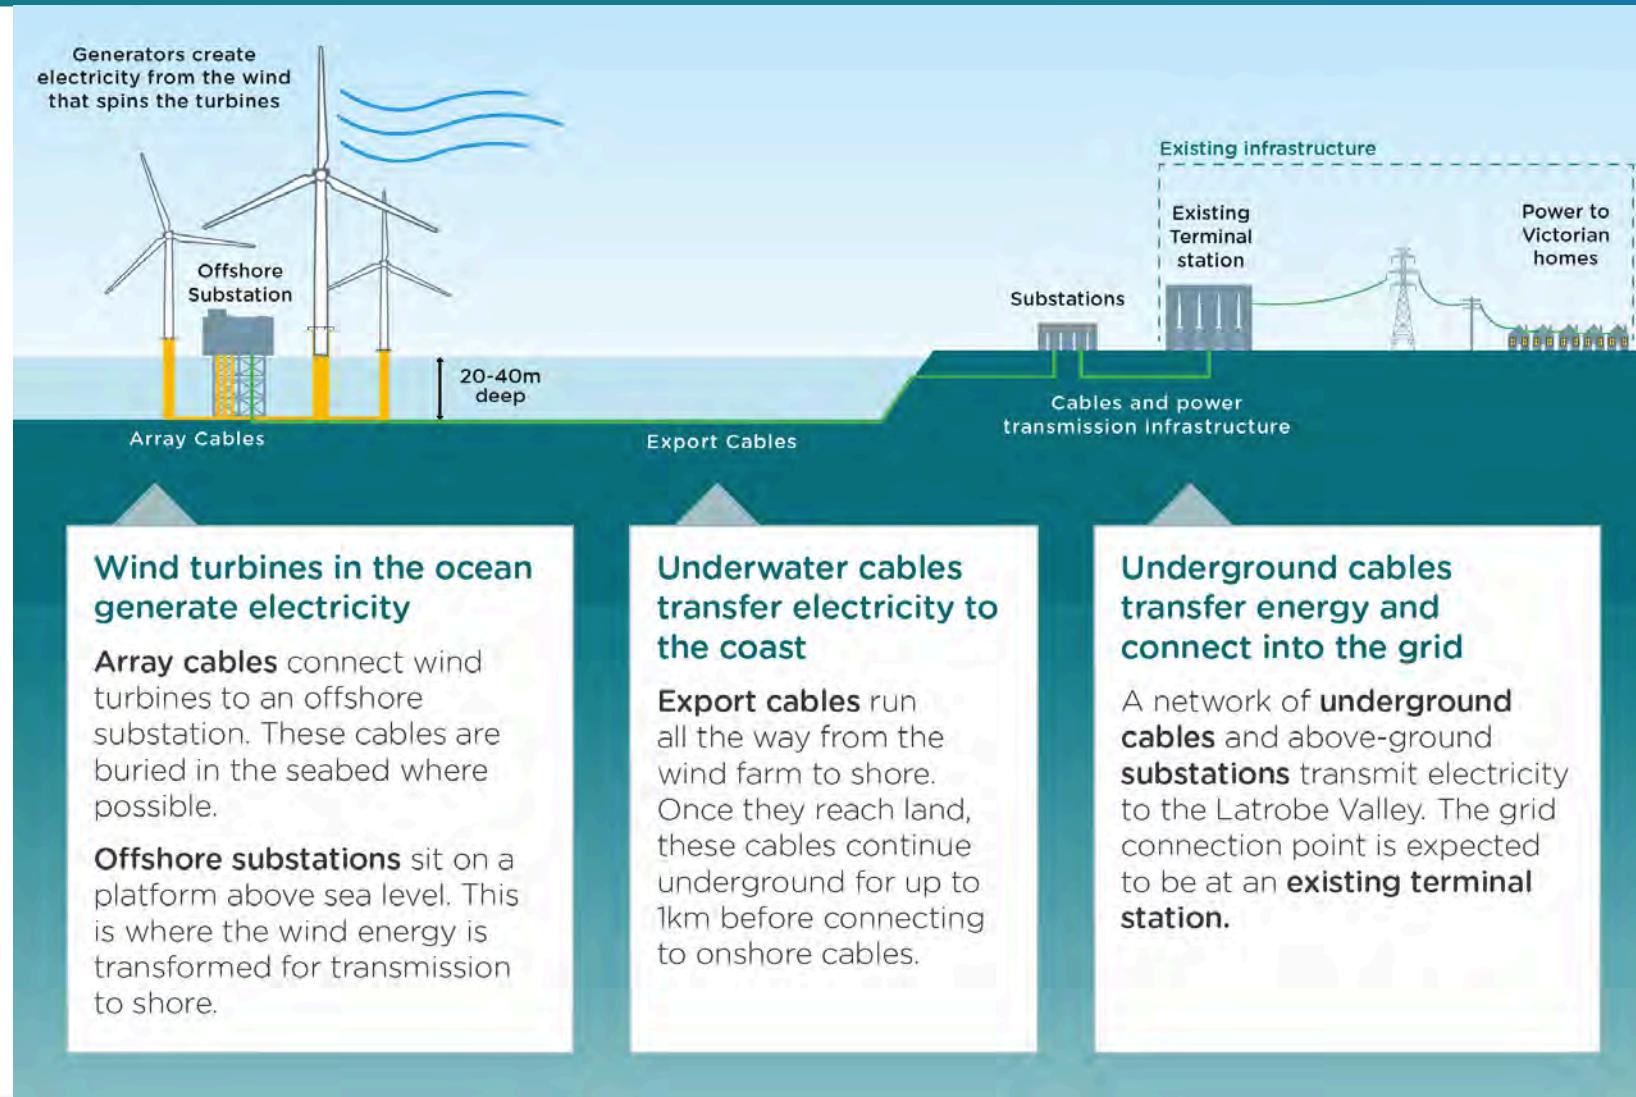 Generators create
electricity from the wind
that spins the turbines
Offshore
Substation
20-40m
deep
Array Cables
Export Cables
Substations
Existing infrastructure
Existing
Terminal
station
Power to
Victorian
homes
Cables and power
transmission infrastructure
Wind turbines in the ocean
generate electricity
Array cables connect wind
turbines to an offshore
substation. These cables are
buried in the seabed where
possible.
Offshore substations sit on a
platform above sea level. This
is where the wind energy is
transformed for transmission
to shore.
Underwater cables
transfer electricity to
the coast
Export cables run
all the way from the
wind farm to shore.
Once they reach land,
these cables continue
underground for up to
1km before connecting
to onshore cables.
Underground cables
transfer energy and
connect into the grid
A network of underground
cables and above-ground
substations transmit electricity
to the Latrobe Valley. The grid
connection point is expected
to be at an existing terminal
station.